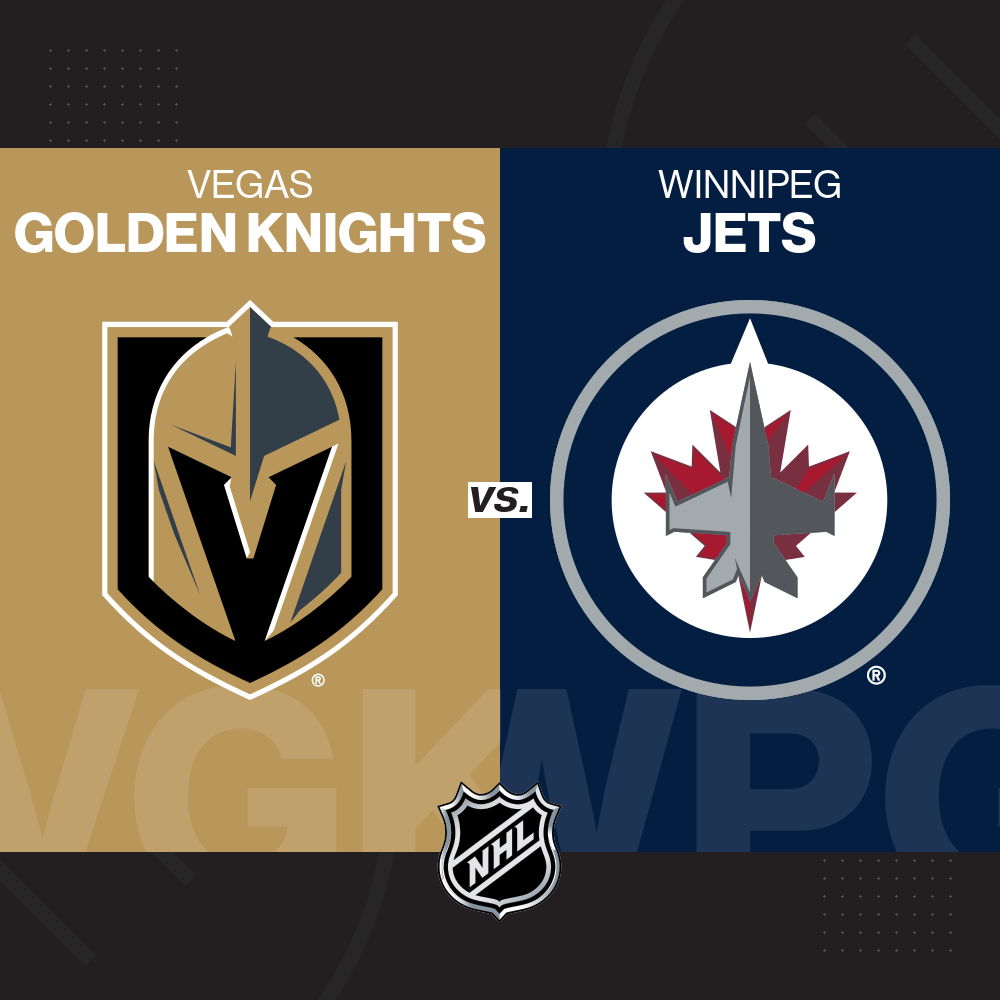 VEGAS
GOLDEN KNIGHTS
WINNIPEG
JETS
VS.
®
®
VGK
WPG
NHL